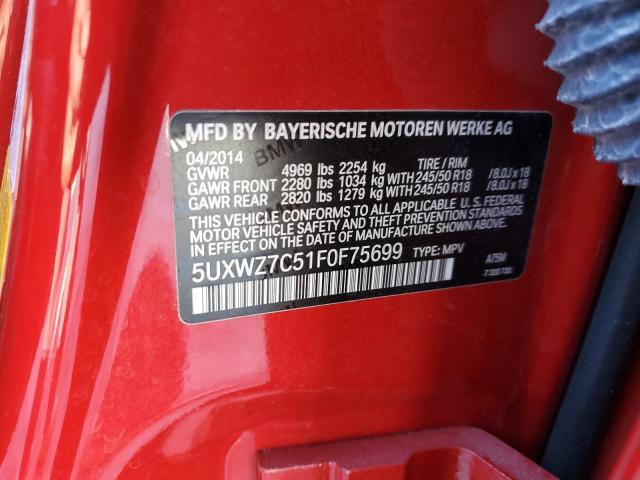 MFD BY BAYERISCHE MOTOREN WERKE AG
04/2014 TIRE / RIM
GVWR 4969 lbs 2254 kg
GAWR FRONT 2280 lbs 1034 kg WITH 245/50 R18 / 8.0J x 18
GAWR REAR 2820 lbs 1279 kg WITH 245/50 R18 / 8.0J x 18
THIS VEHICLE CONFORMS TO ALL APPLICABLE U. S. FEDERAL
MOTOR VEHICLE SAFETY AND THEFT PREVENTION STANDARDS
IN EFFECT ON THE DATE OF MANUFACTURE SHOWN ABOVE.
5UXWZ7C51F0F75699 TYPE: MPV A75M
7 320 730